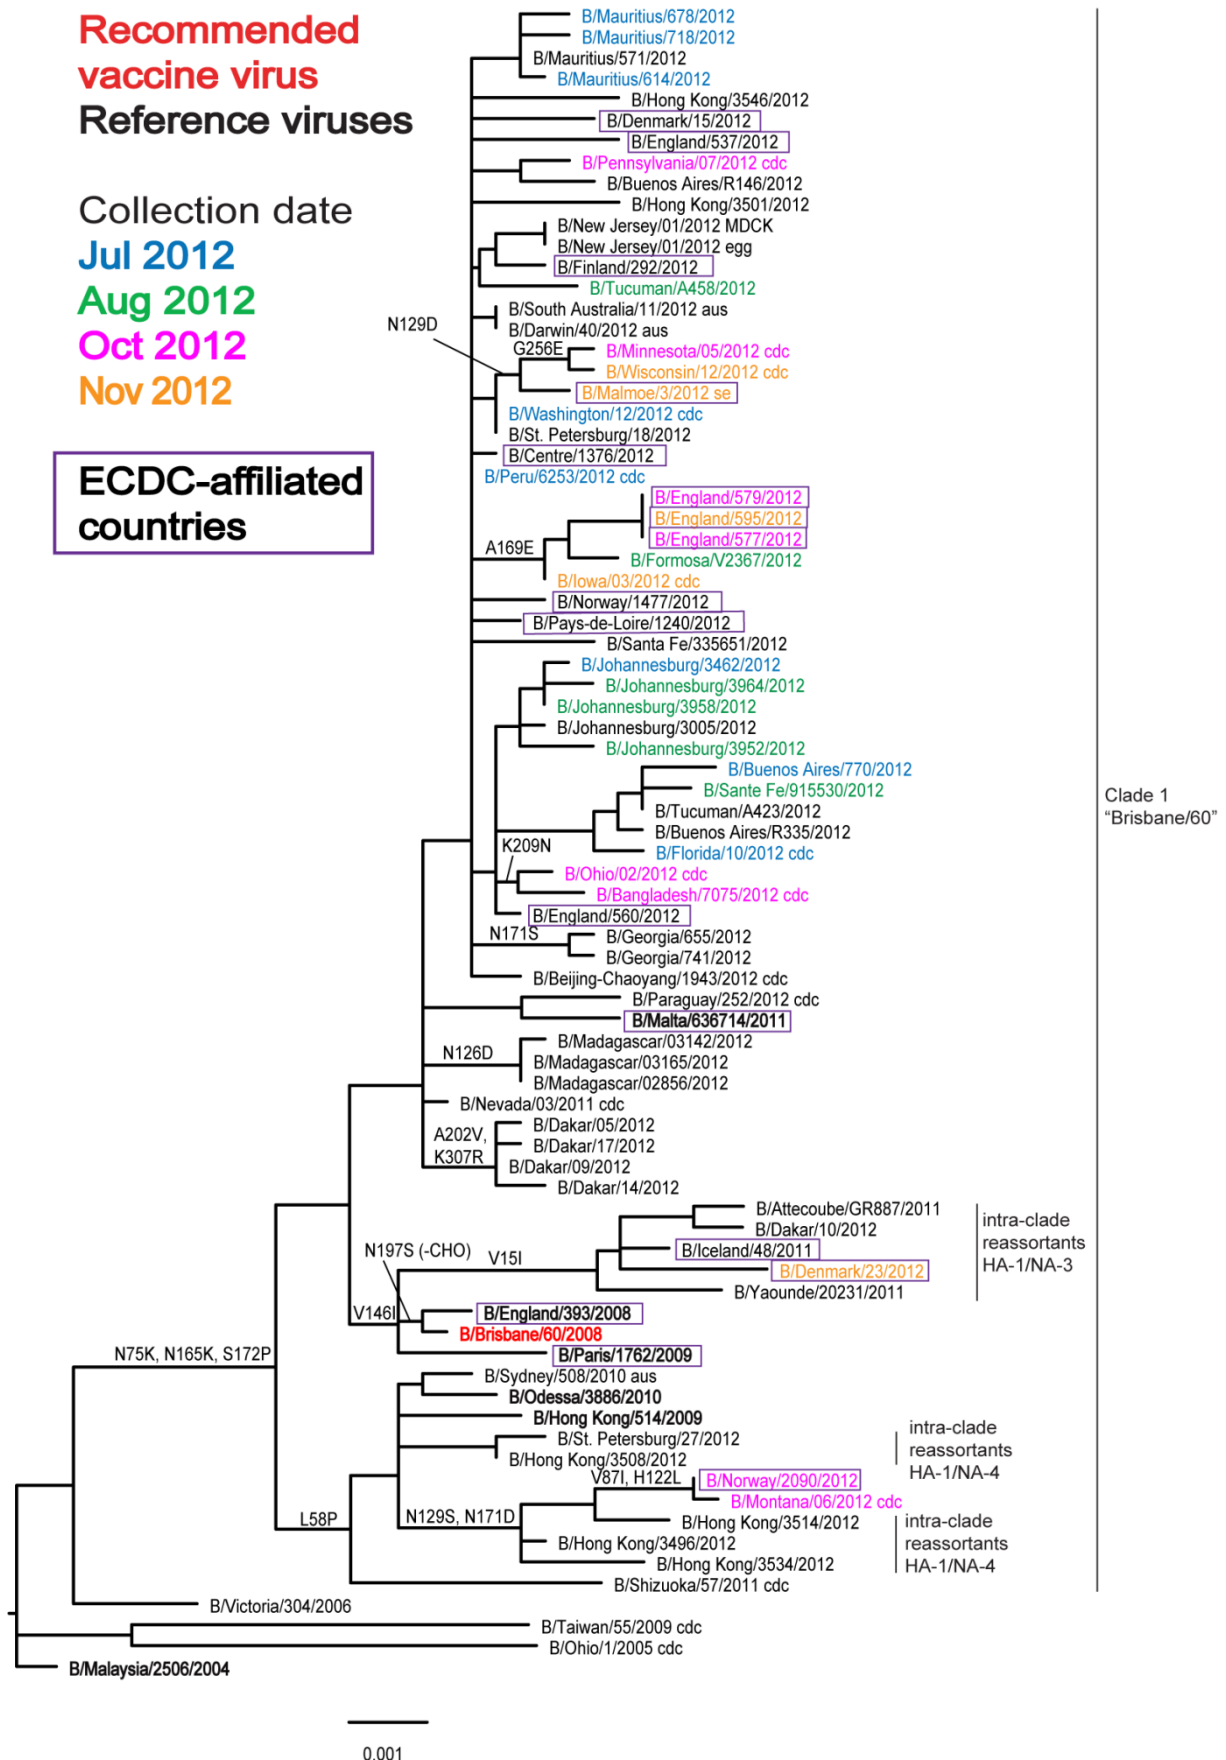 Recommended
vaccine virus
Reference viruses
Collection date
Jul 2012
Aug 2012
Oct 2012
Nov 2012
ECDC-affiliated
countries
B/Mauritius/678/2012
B/Mauritius/718/2012
B/Mauritius/571/2012
B/Mauritius/614/2012
B/Hong Kong/3546/2012
B/Denmark/15/2012
B/England/537/2012
B/Pennsylvania/07/2012 cdc
B/Buenos Aires/R146/2012
B/Hong Kong/3501/2012
B/New Jersey/01/2012 MDCK
B/New Jersey/01/2012 egg
B/Finland/292/2012
B/Tucuman/A458/2012
B/South Australia/11/2012 aus
N129D
B/Darwin/40/2012 aus
G256E
B/Minnesota/05/2012 cdc
B/Wisconsin/12/2012 cdc
B/Malmoe/3/2012 se
B/Washington/12/2012 cdc
B/St. Petersburg/18/2012
B/Centre/1376/2012
B/Peru/6253/2012 cdc
B/England/579/2012
B/England/595/2012
B/England/577/2012
A169E
B/Formosa/V2367/2012
B/Iowa/03/2012 cdc
B/Norway/1477/2012
B/Pays-de-Loire/1240/2012
B/Santa Fe/335651/2012
B/Johannesburg/3462/2012
B/Johannesburg/3964/2012
B/Johannesburg/3958/2012
B/Johannesburg/3005/2012
B/Johannesburg/3952/2012
B/Buenos Aires/770/2012
B/Sante Fe/915530/2012
B/Tucuman/A423/2012
B/Buenos Aires/R335/2012
K209N
B/Florida/10/2012 cdc
B/Ohio/02/2012 cdc
B/Bangladesh/7075/2012 cdc
B/England/560/2012
N171S
B/Georgia/655/2012
B/Georgia/741/2012
B/Beijing-Chaoyang/1943/2012 cdc
B/Paraguay/252/2012 cdc
B/Malta/636714/2011
B/Madagascar/03142/2012
N126D
B/Madagascar/03165/2012
B/Madagascar/02856/2012
B/Nevada/03/2011 cdc
A202V,
K307R
B/Dakar/05/2012
B/Dakar/17/2012
B/Dakar/09/2012
B/Dakar/14/2012
B/Attecoube/GR887/2011
B/Dakar/10/2012
N197S (-CHO)
V15I
B/Iceland/48/2011
B/Denmark/23/2012
B/Yaounde/20231/2011
intra-clade
reassortants
HA-1/NA-3
V146I
B/England/393/2008
B/Brisbane/60/2008
B/Paris/1762/2009
N75K, N165K, S172P
B/Sydney/508/2010 aus
B/Odessa/3886/2010
B/Hong Kong/514/2009
B/St. Petersburg/27/2012
B/Hong Kong/3508/2012
intra-clade
reassortants
HA-1/NA-4
V87I, H122L
B/Norway/2090/2012
B/Montana/06/2012 cdc
L58P
N129S, N171D
B/Hong Kong/3514/2012
B/Hong Kong/3496/2012
B/Hong Kong/3534/2012
intra-clade
reassortants
HA-1/NA-4
B/Shizuoka/57/2011 cdc
Clade 1
“Brisbane/60”
B/Victoria/304/2006
B/Taiwan/55/2009 cdc
B/Ohio/1/2005 cdc
B/Malaysia/2506/2004
0.001